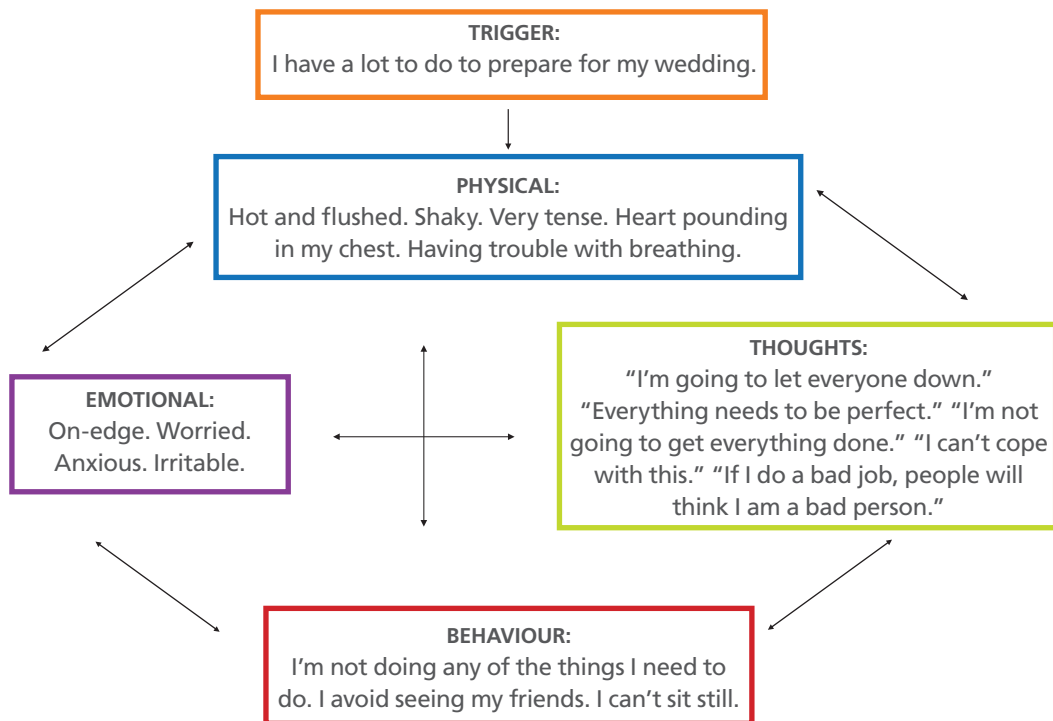 TRIGGER:
I have a lot to do to prepare for my wedding.
PHYSICAL:
Hot and flushed. Shaky. Very tense. Heart pounding
in my chest. Having trouble with breathing.
EMOTIONAL:
On-edge. Worried.
Anxious. Irritable.
THOUGHTS:
“I’m going to let everyone down.”
“Everything needs to be perfect.” “I’m not
going to get everything done.” “I can’t cope
with this.” “If I do a bad job, people will
think I am a bad person.”
BEHAVIOUR:
I’m not doing any of the things I need to
do. I avoid seeing my friends. I can’t sit still.